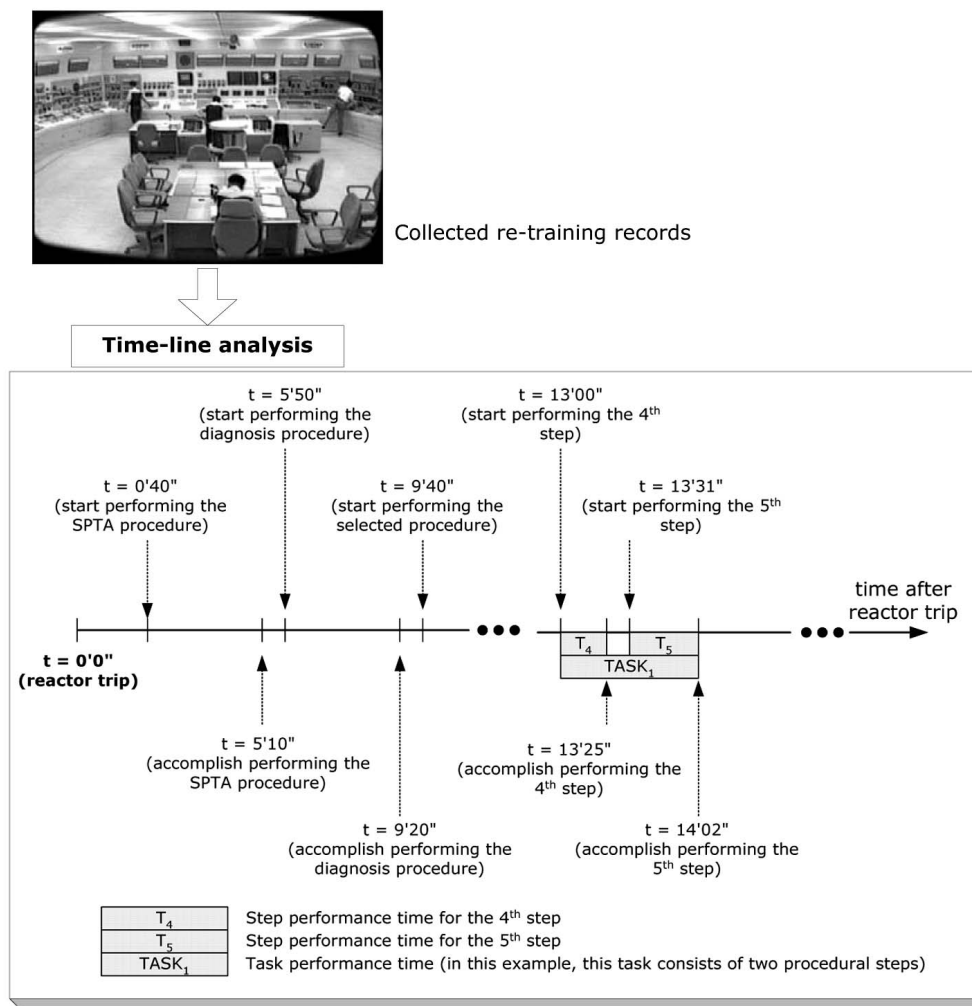 Collected re-training records
Time-line analysis
t = 5'50"
(start performing the
diagnosis procedure)
t = 13'00"
(start performing the 4th
step)
t = 0'40"
(start performing the
SPTA procedure)
t = 9'40"
(start performing the
selected procedure)
t = 13'31"
(start performing the 5th
step)
time after
reactor trip
t = 0'0"
(reactor trip)
T4
T5
TASK1
t = 5'10"
(accomplish performing the
SPTA procedure)
t = 13'25"
(accomplish performing the
4th step)
t = 9'20"
(accomplish performing the
diagnosis procedure)
t = 14'02"
(accomplish performing the
5th step)
T4 Step performance time for the 4th step
T5 Step performance time for the 5th step
TASK1 Task performance time (in this example, this task consists of two procedural steps)